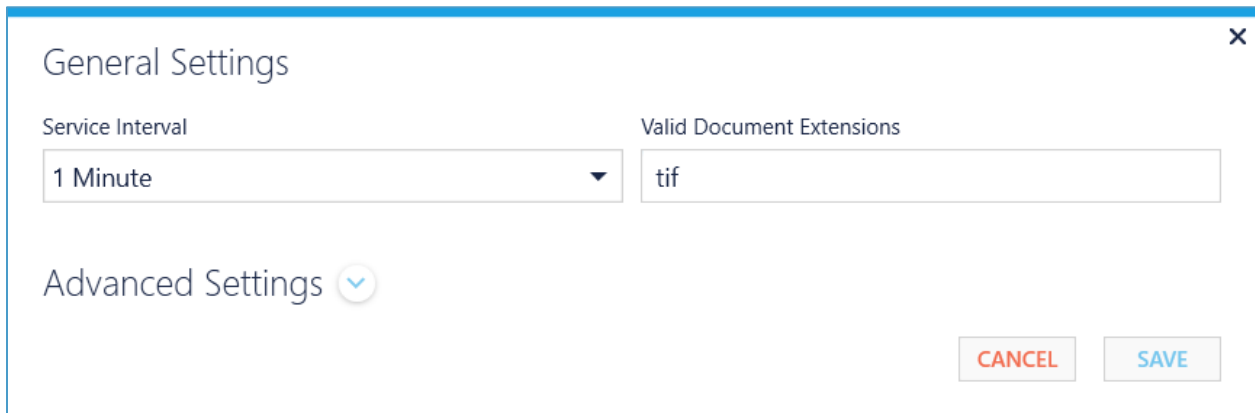 General Settings
Service Interval Valid Document Extensions
1 Minute tif
Advanced Settings
CANCEL SAVE